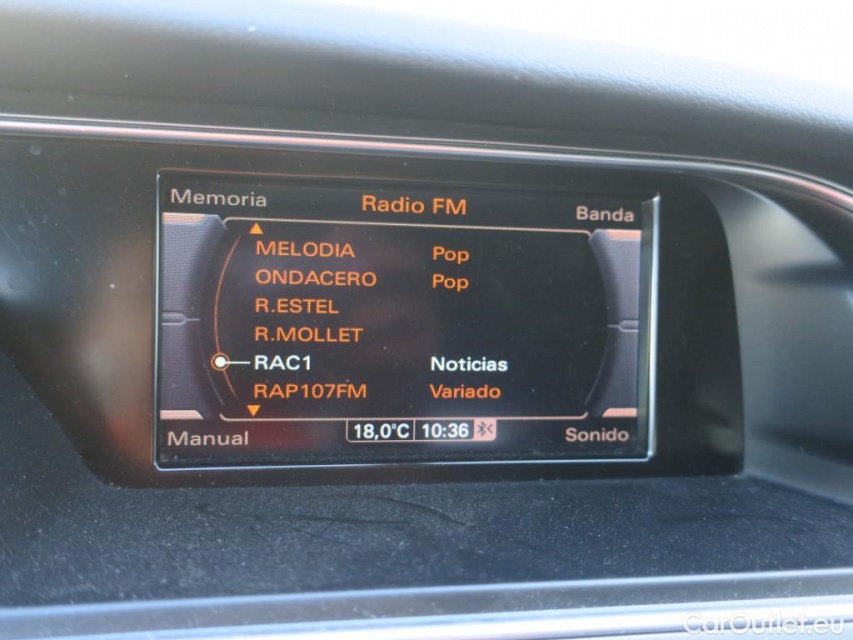 Memoria Radio FM Banda
MELODIA Pop
ONDACERO Pop
R.ESTEL
R.MOLLET
RAC1 Noticias
RAP107FM Variado
Manual 18,0°C 10:36 Sonido
CarOutlet.eu